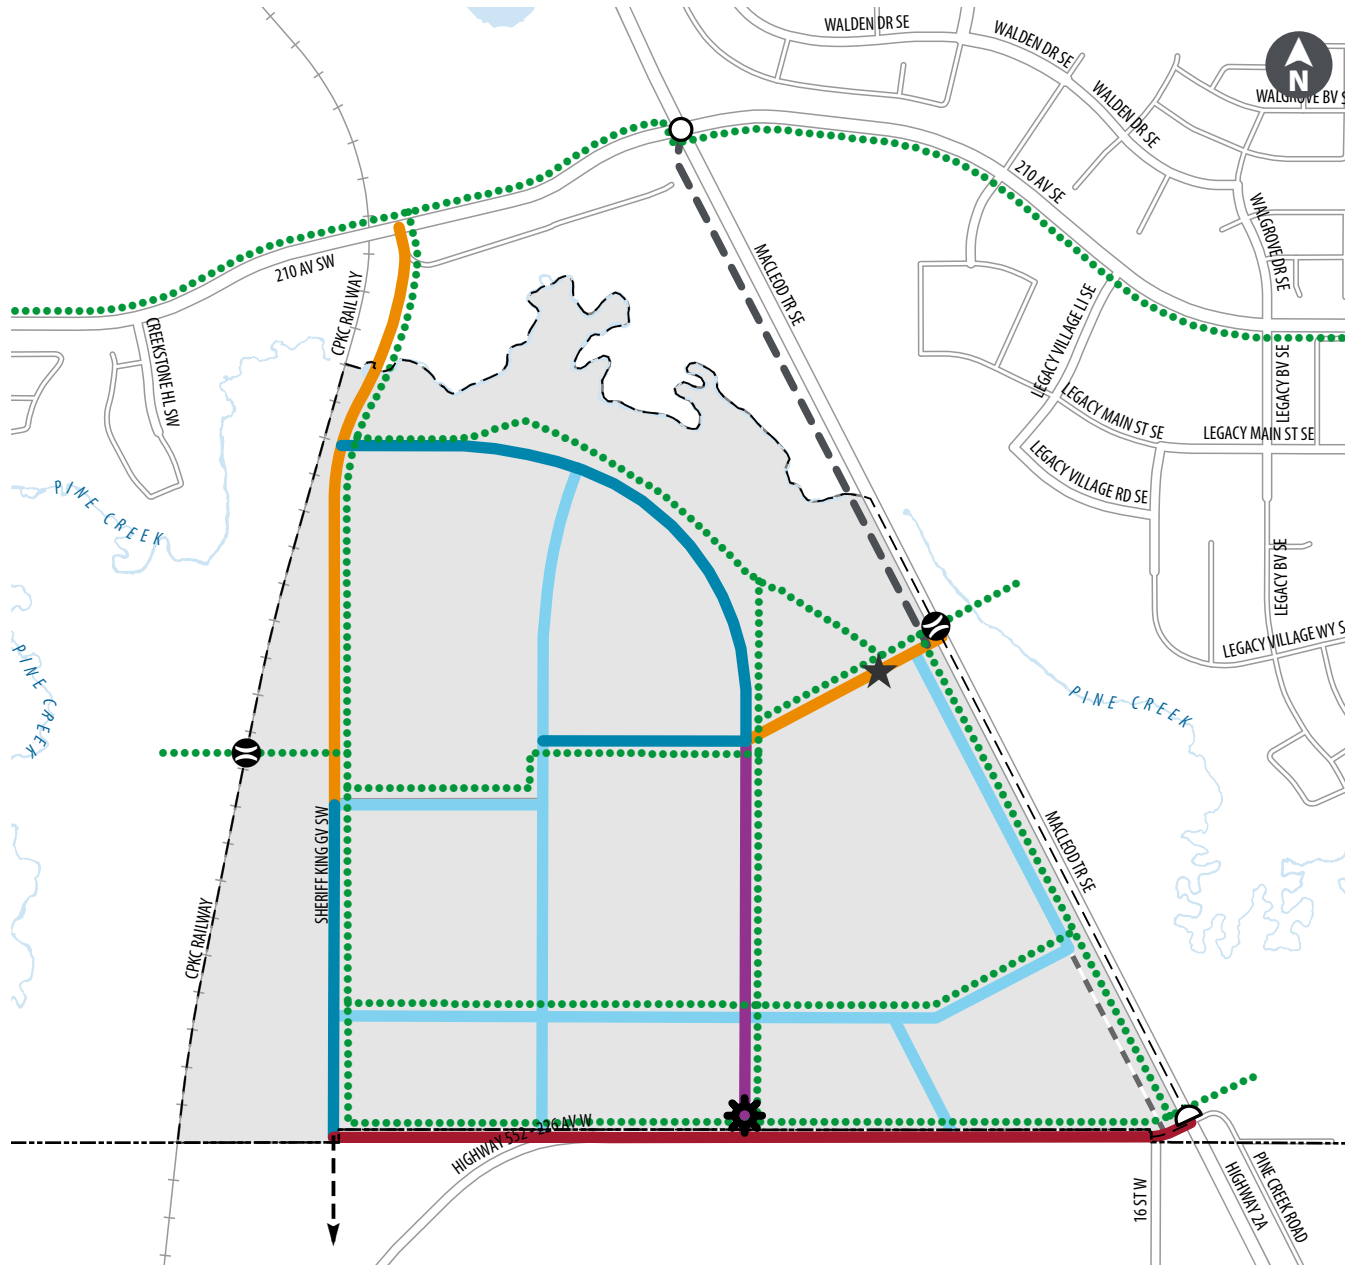 WALDEN DR SE
WALDEN DR SE
N
WALGROVE BV S
WALDEN DR SE
210 AV SE
WALGROVE DR SE
210 AV SW
MACLEOD TR SE
CPKC RAILWAY
CREEKSTONE HL SW
LEGACY VILLAGE LI SE
LEGACY BV SE
LEGACY MAIN ST SE
LEGACY MAIN ST SE
LEGACY VILLAGE RD SE
PINE CREEK
LEGACY BV SE
LEGACY VILLAGE WY S
PINE CREEK
PINE CREEK
SHERIFF KING GV SW
MACLEOD TR SE
CPKC RAILWAY
HIGHWAY 552 - 226 AV W
16 ST W
HIGHWAY 2A
PINE CREEK ROAD